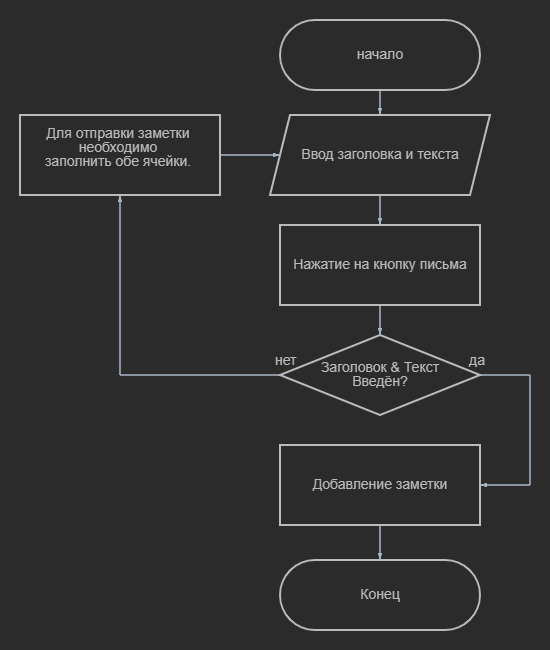 начало
Для отправки заметки
необходимо
заполнить обе ячейки.
Ввод заголовка и текста
Нажатие на кнопку письма
нет
Заголовок & Текст
Введён?
да
Добавление заметки
Конец